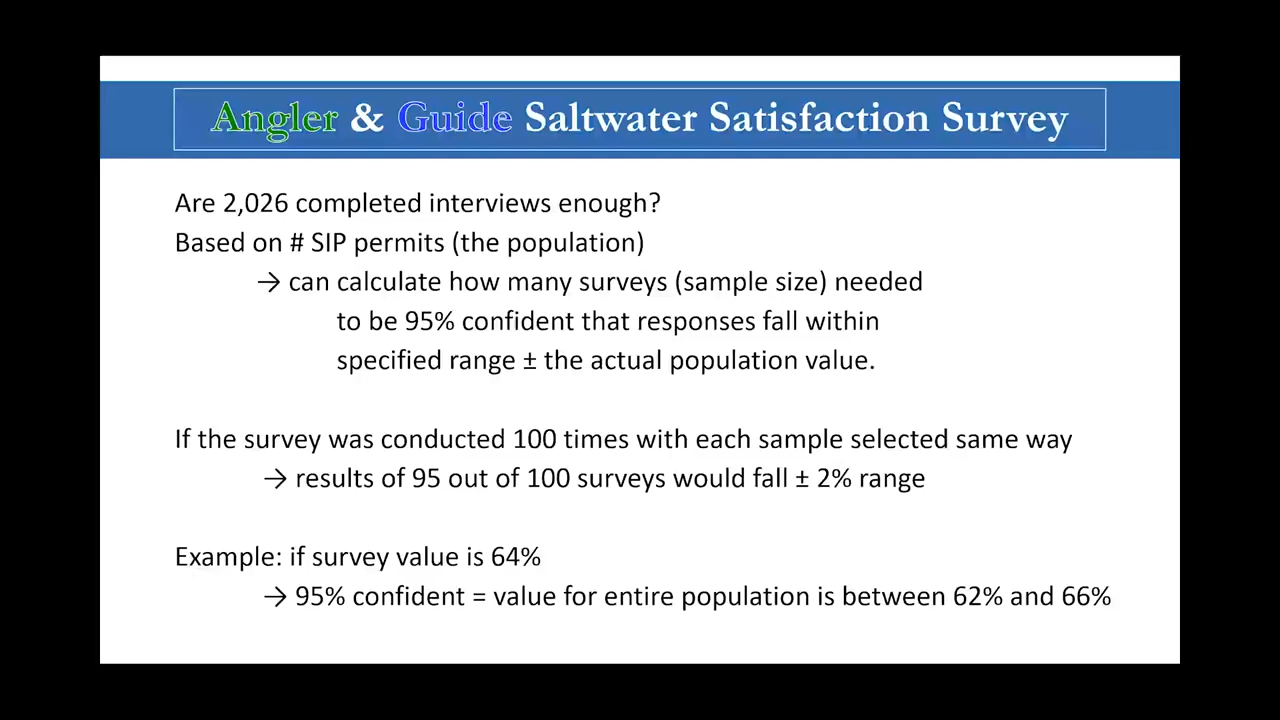 Angler & Guide Saltwater Satisfaction Survey
Are 2,026 completed interviews enough?
Based on # SIP permits (the population)
→ can calculate how many surveys (sample size) needed
to be 95% confident that responses fall within
specified range ± the actual population value.
If the survey was conducted 100 times with each sample selected same way
→ results of 95 out of 100 surveys would fall ± 2% range
Example: if survey value is 64%
→ 95% confident = value for entire population is between 62% and 66%